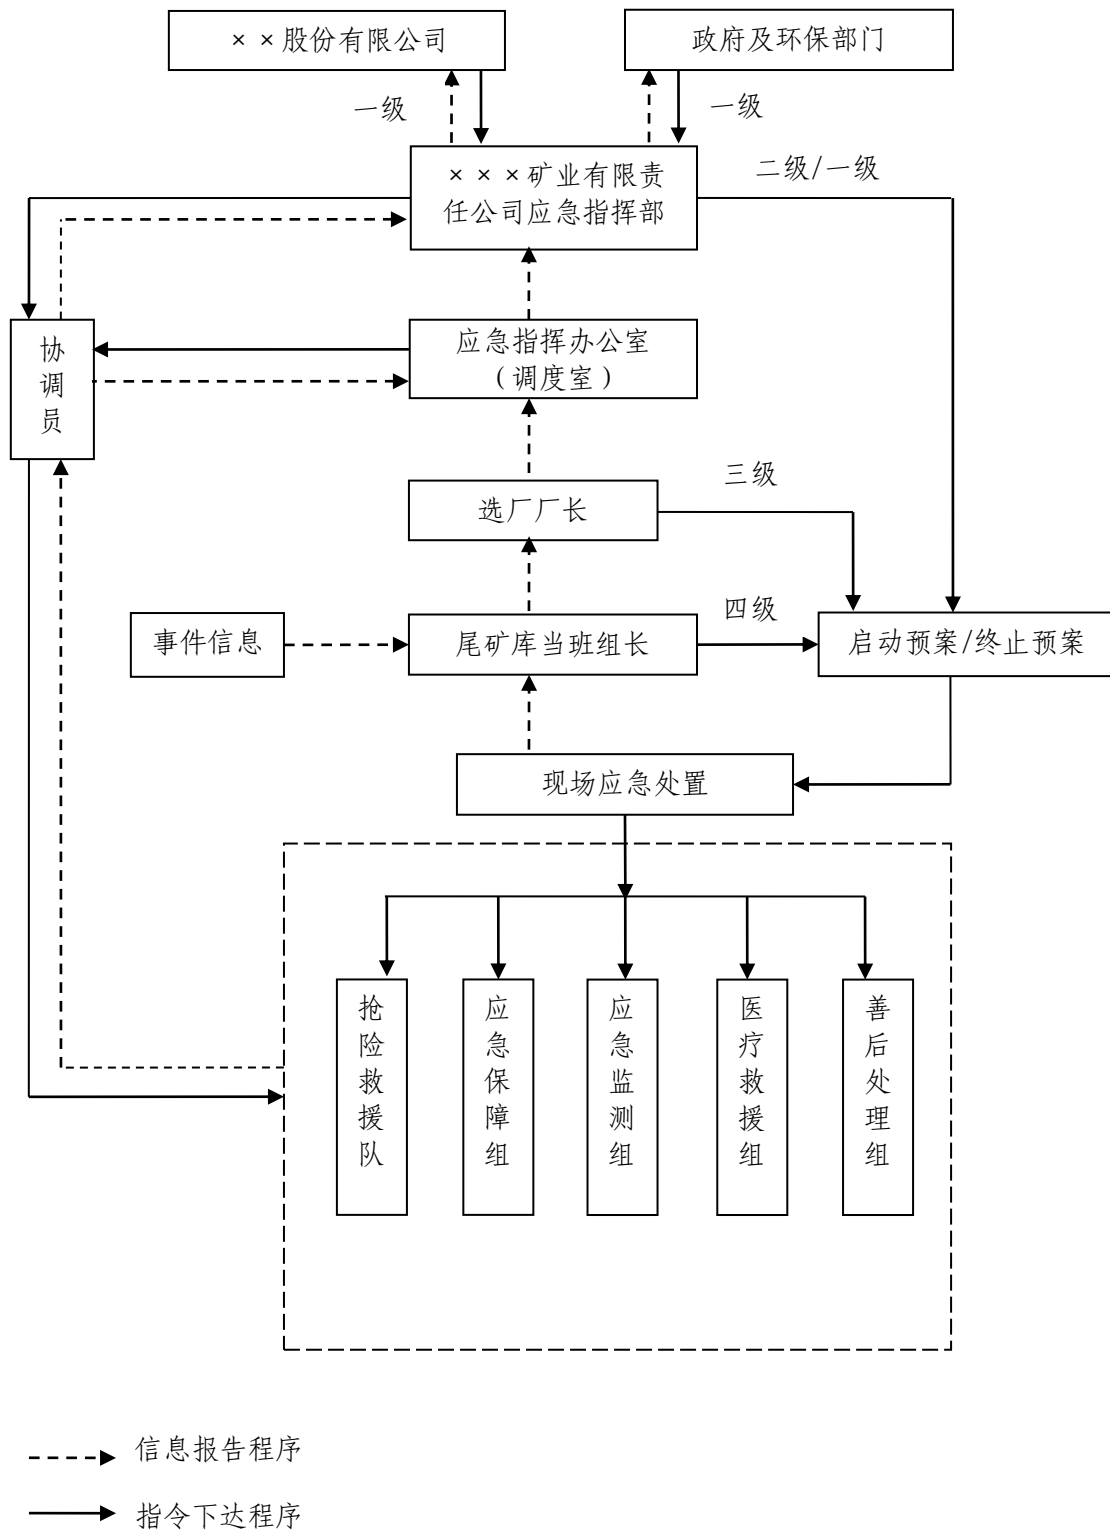 ××股份有限公司
政府及环保部门
一级
一级
×××矿业有限责
任公司应急指挥部
二级/一级
协调员
应急指挥办公室
(调度室)
选厂厂长
三级
事件信息
尾矿库当班组长
四级
启动预案/终止预案
现场应急处置
抢险救援队
应急保障组
应急监测组
医疗救援组
善后处理组
信息报告程序
指令下达程序